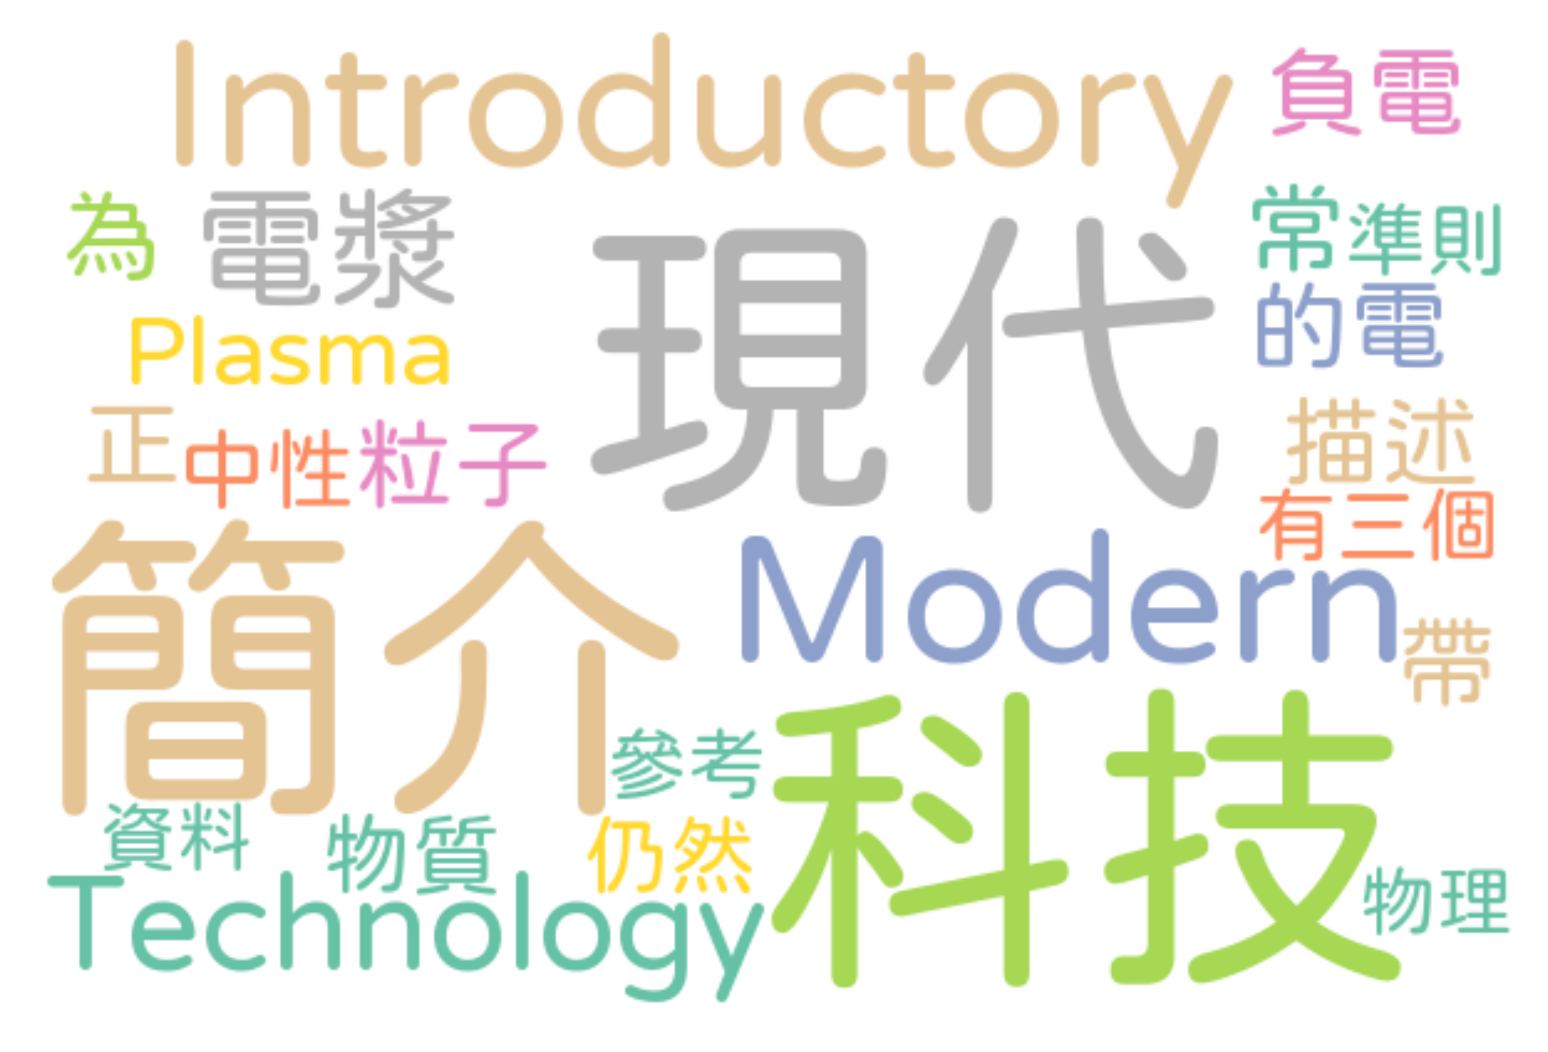 Introductory
負電
為
電漿
現代
常
準則
Plasma
的電
正
中性
粒子
描述
有三個
簡介
Modern
帶
參考
科技
資料
物質
仍然
物理
Technology